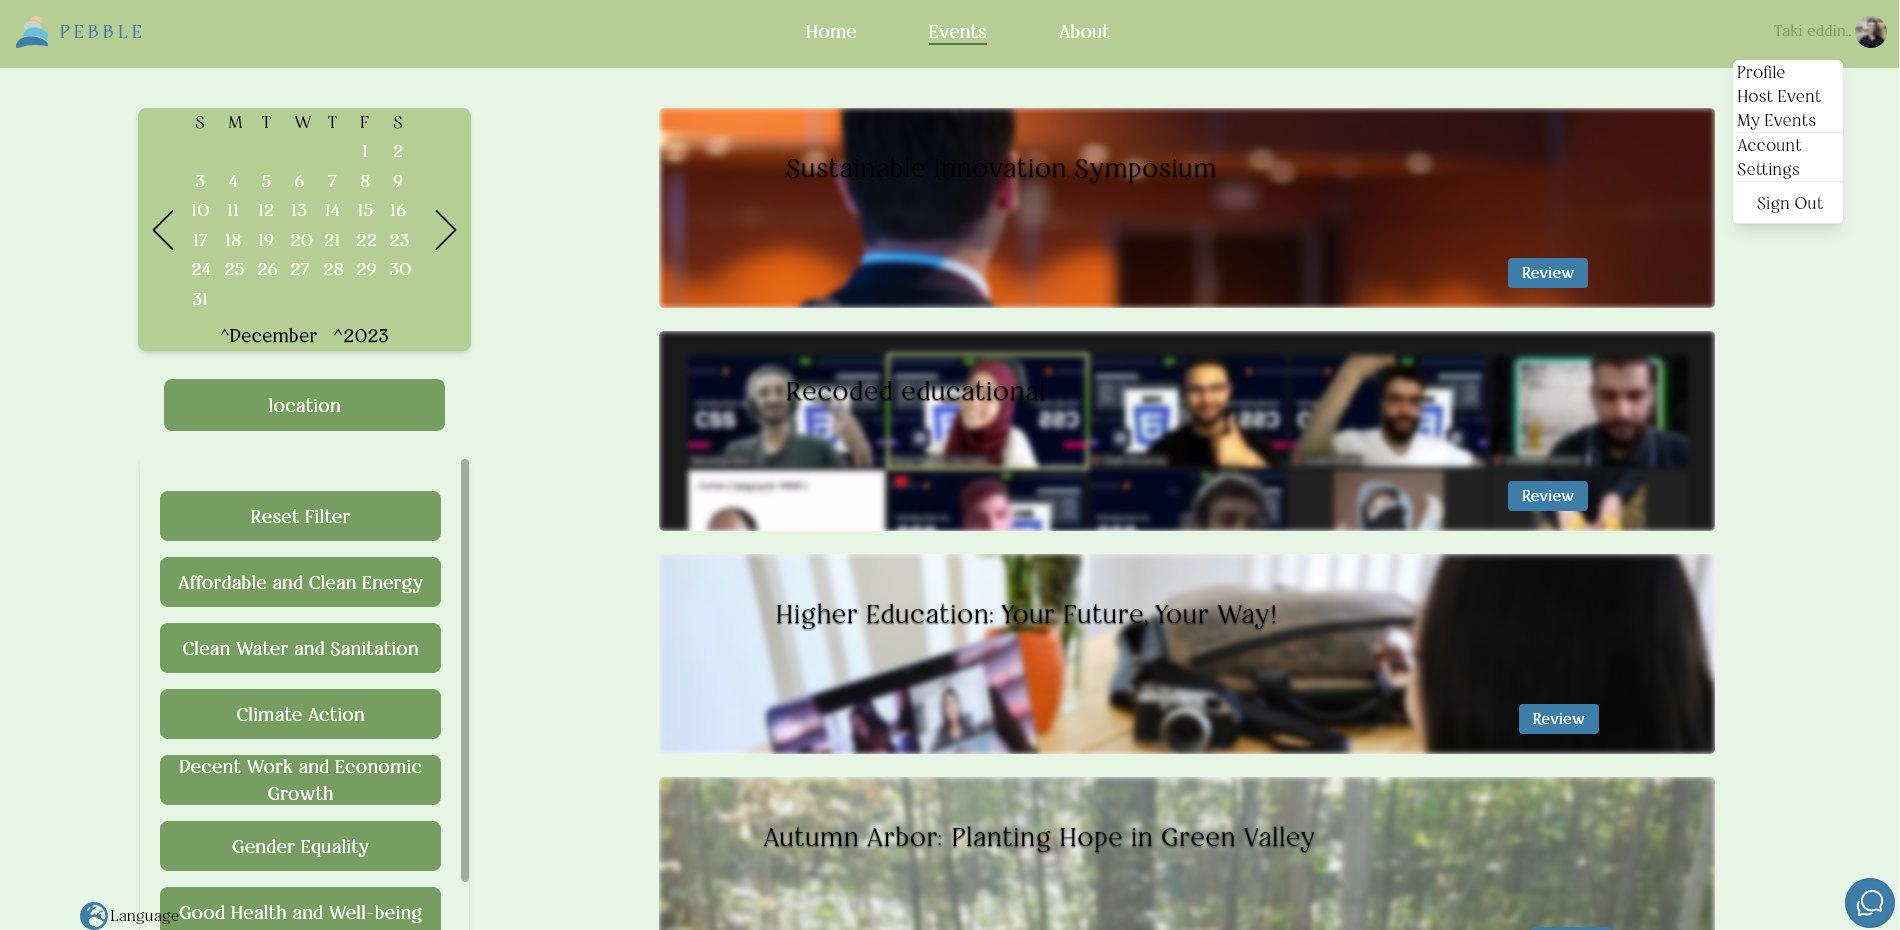 PEBBLE
Home
Events
About
Taki eddin..
Profile
Host Event
My Events
Account
Settings
Sign Out
S M T W T F S
1 2
3 4 5 6 7 8 9
10 11 12 13 14 15 16
17 18 19 20 21 22 23
24 25 26 27 28 29 30
31
^December ^2023
location
Reset Filter
Affordable and Clean Energy
Clean Water and Sanitation
Climate Action
Decent Work and Economic
Growth
Gender Equality
Good Health and Well-being
Language
Sustainable Innovation Symposium
Review
Recoded educational
CSS
Review
Higher Education: Your Future, Your Way!
Review
Autumn Arbor: Planting Hope in Green Valley